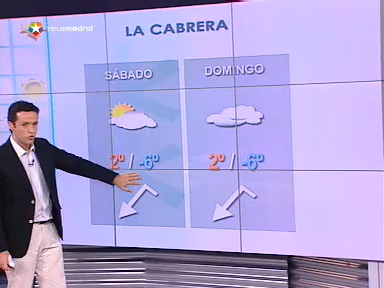 telemadrid
LA CABRERA
SÁBADO
DOMINGO
2º / -6º
2º / -6º